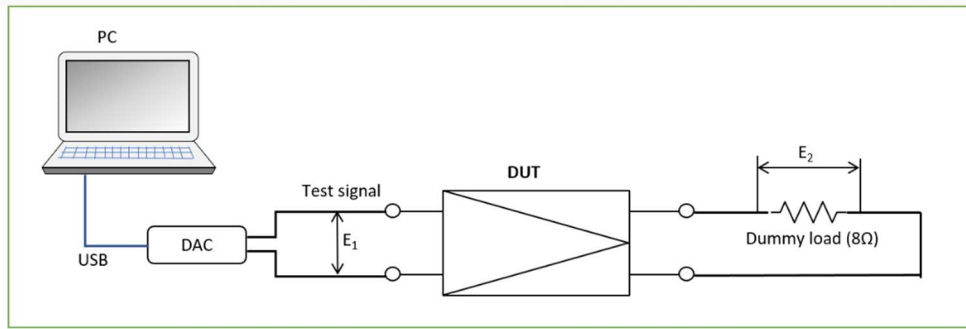 PC
USB
DAC
Test signal
E₁
DUT
E₂
Dummy load (8Ω)